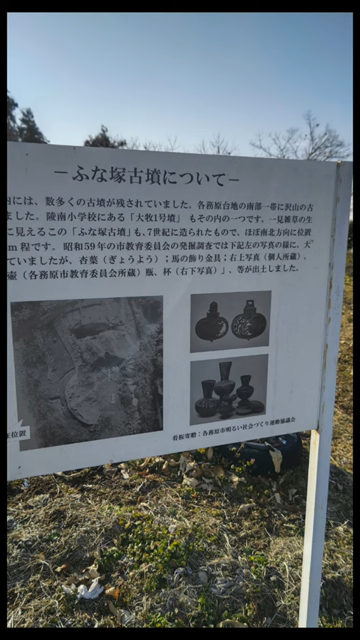 －ふな塚古墳について－
内には、数多くの古墳が残されていました。各務原台地の南部一帯に沢山の古
ました。陵南小学校にある「大牧1号墳」もその内の一つです。一見雑草の生
に見えるこの「ふな塚古墳」も、7世紀に造られたもので、ほぼ南北方向に位置
m程です。昭和59年の市教育委員会の発掘調査では下記左の写真の様に、大
ていましたが、杏葉（ぎょうよう）；馬の飾り金具；右上写真（個人所蔵）、
壺（各務原市教育委員会所蔵）瓶、杯（右下写真）」、等が出土しました。
位置
看板寄贈：各務原市明るい社会づくり運動協議会